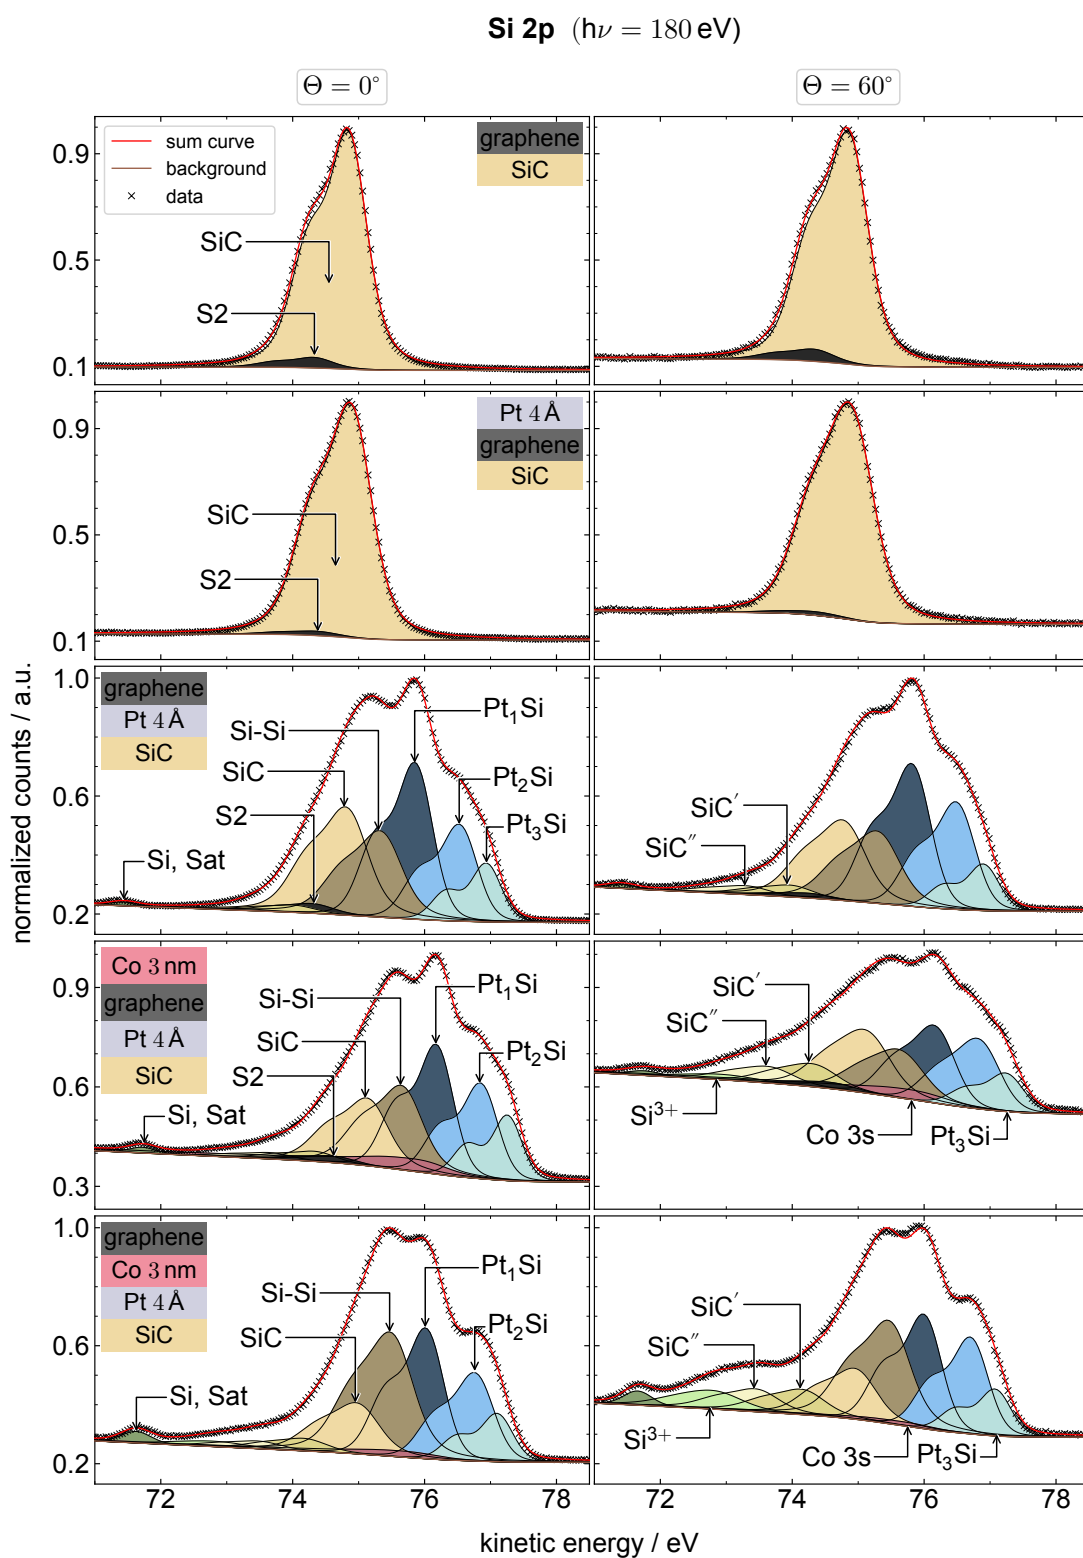 Si 2p (hν = 180 eV)
Θ = 0°
Θ = 60°
sum curve
background
data
graphene
SiC
SiC
S2
0.9
0.5
0.1
graphene
SiC
Pt 4 Å
graphene
SiC
SiC
S2
0.9
0.5
0.1
normalized counts / a.u.
graphene
Pt 4 Å
SiC
Si-Si
SiC
S2
Si, Sat
Pt₁Si
Pt₂Si
Pt₃Si
1.0
0.6
0.2
SiC′
SiC″
Co 3 nm
graphene
Pt 4 Å
SiC
Si-Si
SiC
S2
Si, Sat
Pt₁Si
Pt₂Si
0.9
0.6
0.3
SiC′
SiC″
Si³⁺
Co 3s
Pt₃Si
graphene
Co 3 nm
Pt 4 Å
SiC
Si-Si
SiC
Si, Sat
Pt₁Si
Pt₂Si
1.0
0.6
0.2
SiC′
SiC″
Si³⁺
Co 3s
Pt₃Si
72 74 76 78
72 74 76 78
kinetic energy / eV